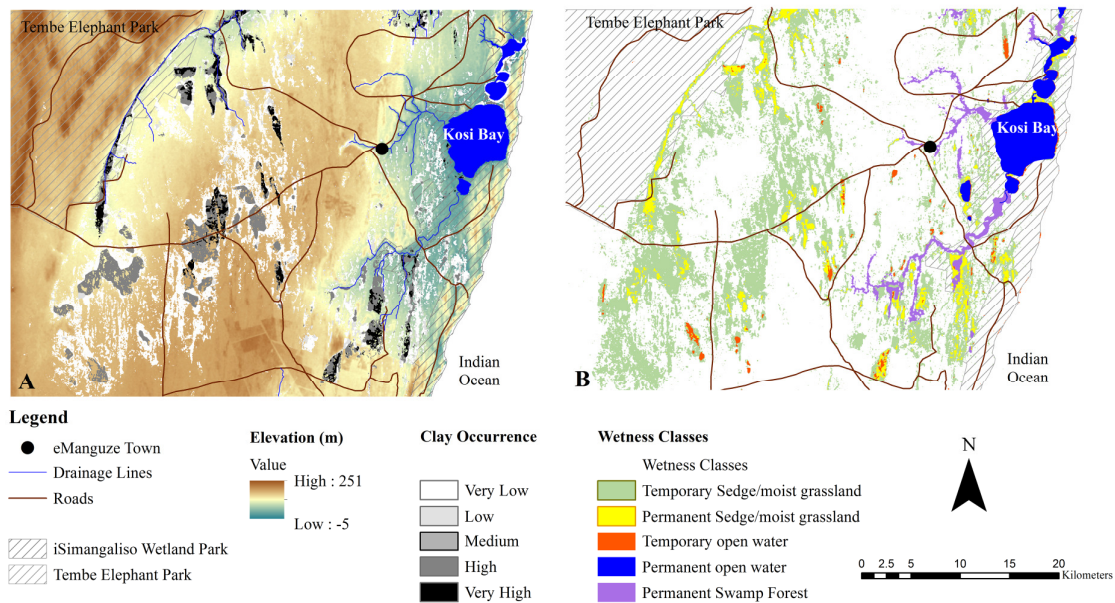 Tembe Elephant Park
Kosi Bay
Indian
Ocean
A
Tembe Elephant Park
Kosi Bay
Indian
Ocean
B
Legend
eManguze Town
Drainage Lines
Roads
iSimangaliso Wetland Park
Tembe Elephant Park
Elevation (m)
Value
High : 251
Low : -5
Clay Occurrence
Very Low
Low
Medium
High
Very High
Wetness Classes
Wetness Classes
Temporary Sedge/moist grassland
Permanent Sedge/moist grassland
Temporary open water
Permanent open water
Permanent Swamp Forest
N
0 2.5 5 10 15 20
Kilometers